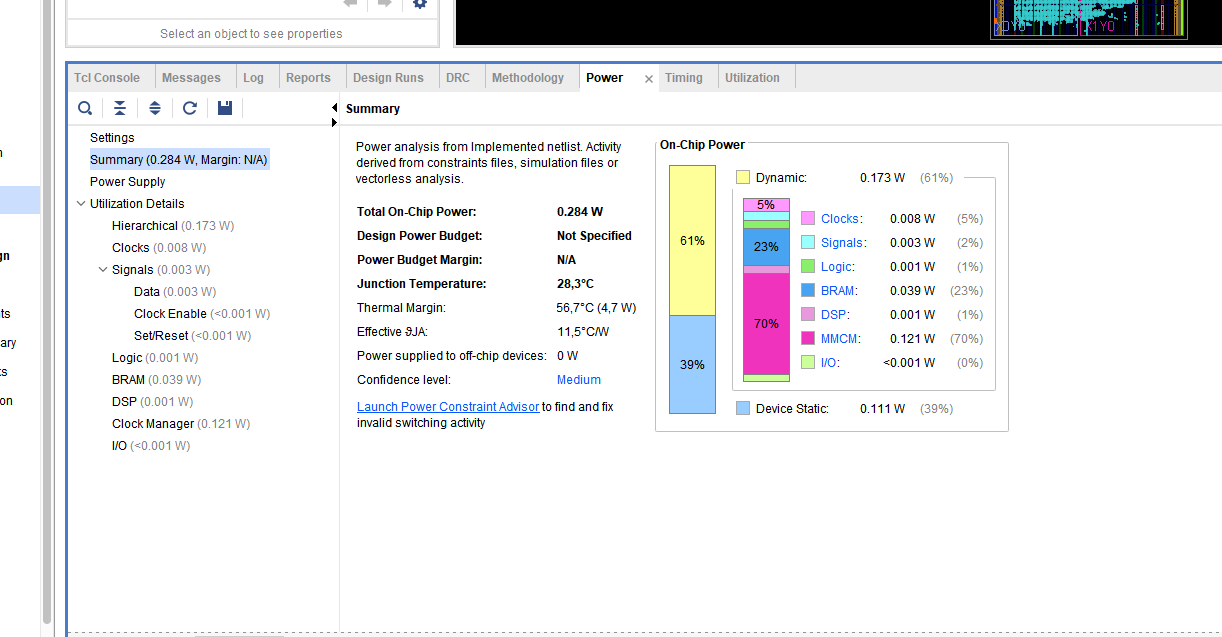 Select an object to see properties
X1Y0
Tcl Console Messages Log Reports Design Runs DRC Methodology Power × Timing Utilization
Summary
Settings
Summary (0.284 W, Margin: N/A)
Power Supply
Utilization Details
Hierarchical (0.173 W)
Clocks (0.008 W)
Signals (0.003 W)
Data (0.003 W)
Clock Enable (<0.001 W)
Set/Reset (<0.001 W)
Logic (0.001 W)
BRAM (0.039 W)
DSP (0.001 W)
Clock Manager (0.121 W)
I/O (<0.001 W)
Power analysis from Implemented netlist. Activity
derived from constraints files, simulation files or
vectorless analysis.
Total On-Chip Power: 0.284 W
Design Power Budget: Not Specified
Power Budget Margin: N/A
Junction Temperature: 28,3°C
Thermal Margin: 56,7°C (4,7 W)
Effective ϑJA: 11,5°C/W
Power supplied to off-chip devices: 0 W
Confidence level: Medium
Launch Power Constraint Advisor to find and fix
invalid switching activity
On-Chip Power
61%
39%
Dynamic: 0.173 W (61%)
5%
23%
70%
Clocks: 0.008 W (5%)
Signals: 0.003 W (2%)
Logic: 0.001 W (1%)
BRAM: 0.039 W (23%)
DSP: 0.001 W (1%)
MMCM: 0.121 W (70%)
I/O: <0.001 W (0%)
Device Static: 0.111 W (39%)
gn
ts
ary
ks
on